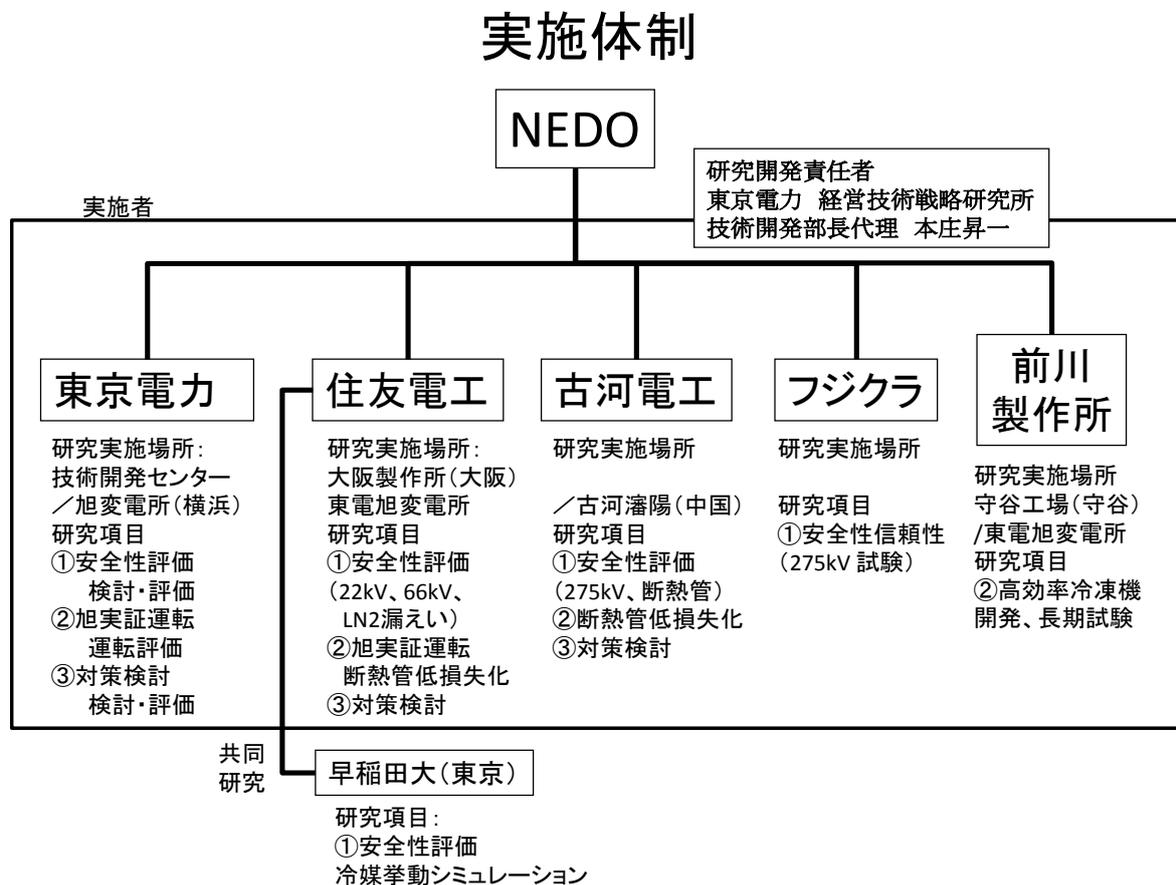 実施体制
NEDO
研究開発責任者
東京電力 経営技術戦略研究所
技術開発部長代理 本庄昇一
実施者
東京電力
研究実施場所:
技術開発センター
/旭変電所(横浜)
研究項目
①安全性評価
検討・評価
②旭実証運転
運転評価
③対策検討
検討・評価
住友電工
研究実施場所:
大阪製作所(大阪)
東電旭変電所
研究項目
①安全性評価
(22kV、66kV、
LN2漏えい)
②旭実証運転
断熱管低損失化
③対策検討
古河電工
研究実施場所
/古河瀋陽(中国)
研究項目
①安全性評価
(275kV、断熱管)
②断熱管低損失化
③対策検討
フジクラ
研究実施場所
研究項目
①安全性信頼性
(275kV 試験)
前川
製作所
研究実施場所
守谷工場(守谷)
/東電旭変電所
研究項目
②高効率冷凍機
開発、長期試験
共同
研究
早稲田大(東京)
研究項目:
①安全性評価
冷媒挙動シミュレーション